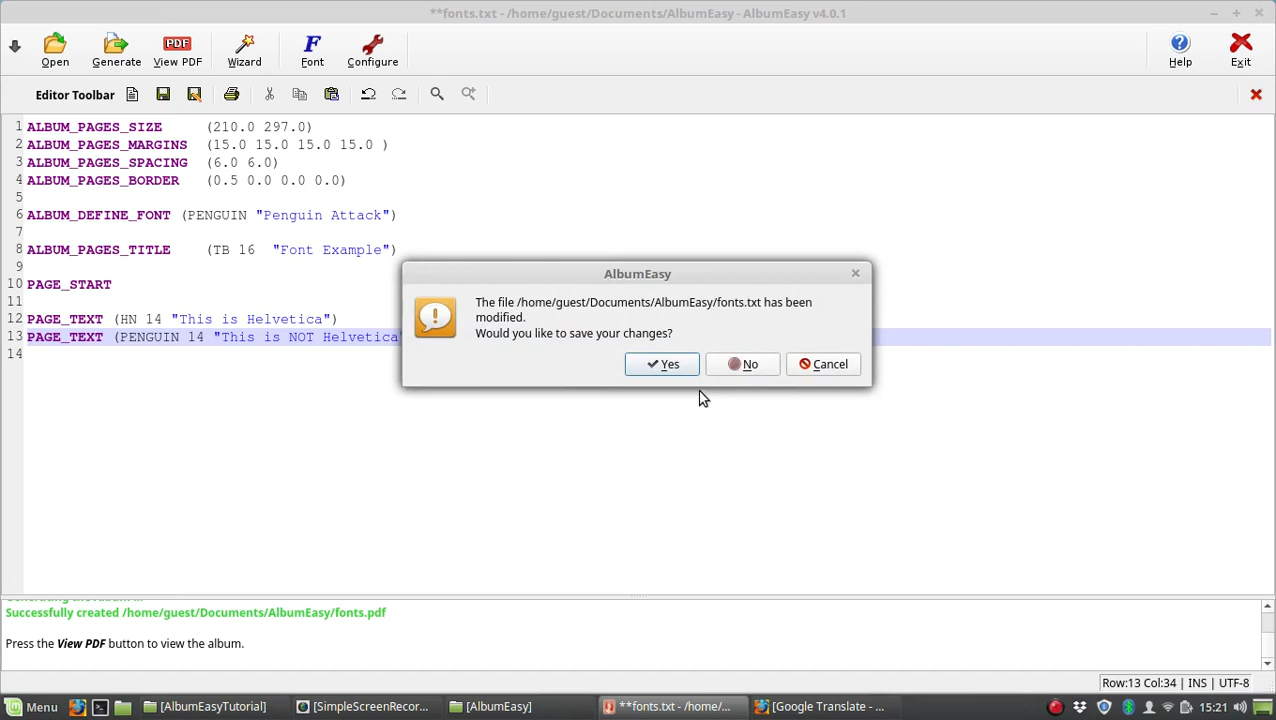 **fonts.txt - /home/guest/Documents/AlbumEasy - AlbumEasy v4.0.1
Open Generate View PDF Wizard Font Configure Help Exit
Editor Toolbar
1 ALBUM_PAGES_SIZE (210.0 297.0)
2 ALBUM_PAGES_MARGINS (15.0 15.0 15.0 15.0 )
3 ALBUM_PAGES_SPACING (6.0 6.0)
4 ALBUM_PAGES_BORDER (0.5 0.0 0.0 0.0)
5
6 ALBUM_DEFINE_FONT (PENGUIN "Penguin Attack")
7
8 ALBUM_PAGES_TITLE (TB 16 "Font Example")
9
10 PAGE_START
11
12 PAGE_TEXT (HN 14 "This is Helvetica")
13 PAGE_TEXT (PENGUIN 14 "This is NOT Helvetica
14
AlbumEasy
The file /home/guest/Documents/AlbumEasy/fonts.txt has been
modified.
Would you like to save your changes?
Yes No Cancel
Successfully created /home/guest/Documents/AlbumEasy/fonts.pdf
Press the View PDF button to view the album.
Row:13 Col:34 | INS | UTF-8
Menu [AlbumEasyTutorial] [SimpleScreenRecor... [AlbumEasy] **fonts.txt - /home/... [Google Translate - ... 15:21